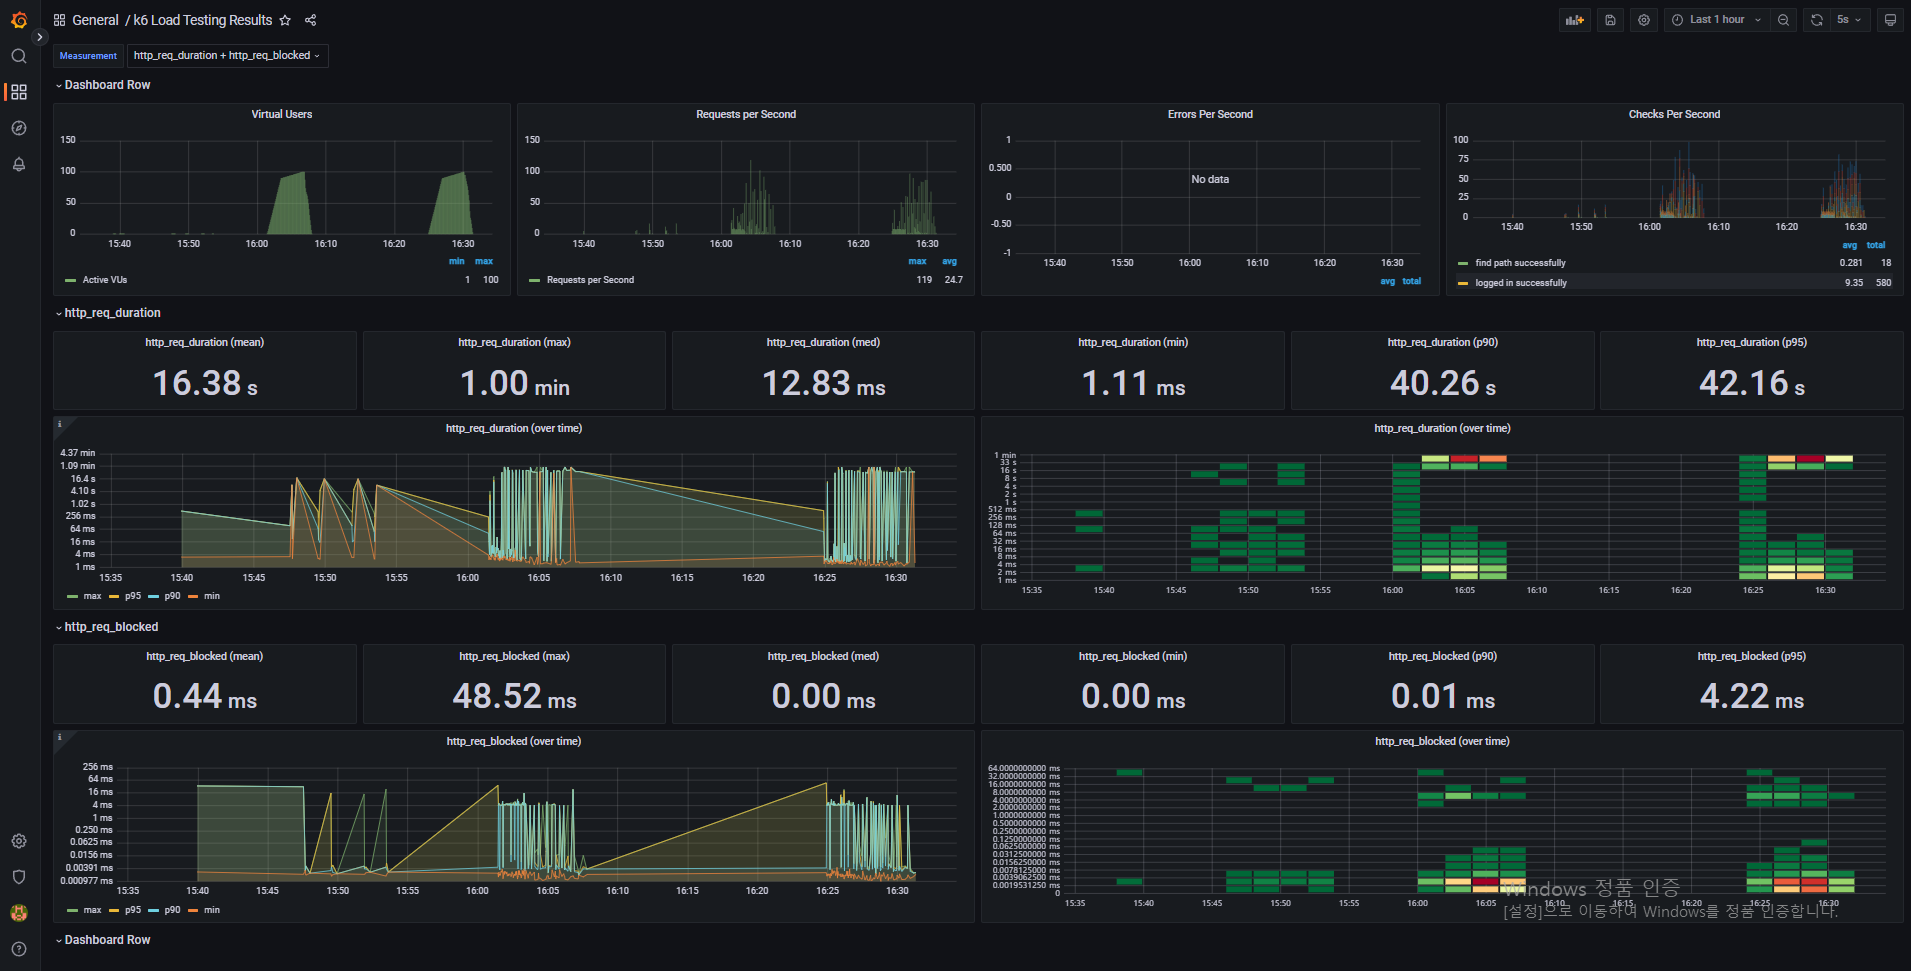 General / k6 Load Testing Results
Last 1 hour
5s
Measurement
http_req_duration + http_req_blocked
Dashboard Row
Virtual Users
150
100
50
0
15:40 15:50 16:00 16:10 16:20 16:30
min max
Active VUs 1 100
Requests per Second
150
100
50
0
15:40 15:50 16:00 16:10 16:20 16:30
max avg
Requests per Second 119 24.7
Errors Per Second
1
0.500
0
-0.50
-1
No data
15:40 15:50 16:00 16:10 16:20 16:30
avg total
Checks Per Second
100
75
50
25
0
15:40 15:50 16:00 16:10 16:20 16:30
avg total
find path successfully 0.281 18
logged in successfully 9.35 580
http_req_duration
http_req_duration (mean)
16.38 s
http_req_duration (max)
1.00 min
http_req_duration (med)
12.83 ms
http_req_duration (min)
1.11 ms
http_req_duration (p90)
40.26 s
http_req_duration (p95)
42.16 s
http_req_duration (over time)
4.37 min
1.09 min
16.4 s
4.10 s
1.02 s
256 ms
64 ms
16 ms
4 ms
1 ms
15:35 15:40 15:45 15:50 15:55 16:00 16:05 16:10 16:15 16:20 16:25 16:30
max p95 p90 min
http_req_duration (over time)
1 min
33 s
16 s
8 s
4 s
2 s
1 s
512 ms
256 ms
128 ms
64 ms
32 ms
16 ms
8 ms
4 ms
2 ms
1 ms
15:35 15:40 15:45 15:50 15:55 16:00 16:05 16:10 16:15 16:20 16:25 16:30
http_req_blocked
http_req_blocked (mean)
0.44 ms
http_req_blocked (max)
48.52 ms
http_req_blocked (med)
0.00 ms
http_req_blocked (min)
0.00 ms
http_req_blocked (p90)
0.01 ms
http_req_blocked (p95)
4.22 ms
http_req_blocked (over time)
256 ms
64 ms
16 ms
4 ms
1 ms
0.250 ms
0.0625 ms
0.0156 ms
0.00391 ms
0.000977 ms
15:35 15:40 15:45 15:50 15:55 16:00 16:05 16:10 16:15 16:20 16:25 16:30
max p95 p90 min
http_req_blocked (over time)
64.0000000000 ms
32.0000000000 ms
16.0000000000 ms
8.0000000000 ms
4.0000000000 ms
2.0000000000 ms
1.0000000000 ms
0.5000000000 ms
0.2500000000 ms
0.1250000000 ms
0.0625000000 ms
0.0312500000 ms
0.0156250000 ms
0.0078125000 ms
0.0039062500 ms
0.0019531250 ms
0
15:35 15:40 15:45 15:50 15:55 16:00 16:05 16:10 16:15 16:20 16:25 16:30
Windows 정품 인증
[설정]으로 이동하여 Windows를 정품 인증합니다.
Dashboard Row